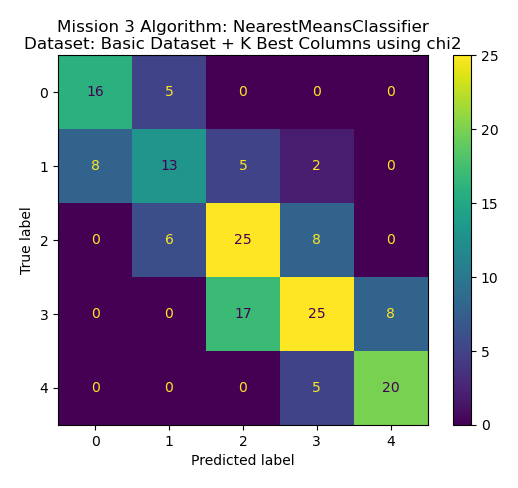 Mission 3 Algorithm: NearestMeansClassifier
Dataset: Basic Dataset + K Best Columns using chi2
True label
0 16 5 0 0 0
1 8 13 5 2 0
2 0 6 25 8 0
3 0 0 17 25 8
4 0 0 0 5 20
0 1 2 3 4
Predicted label
25
20
15
10
5
0